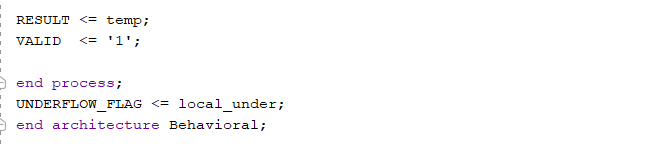 RESULT <= temp;
VALID  <= '1';
end process;
UNDERFLOW_FLAG <= local_under;
end architecture Behavioral;